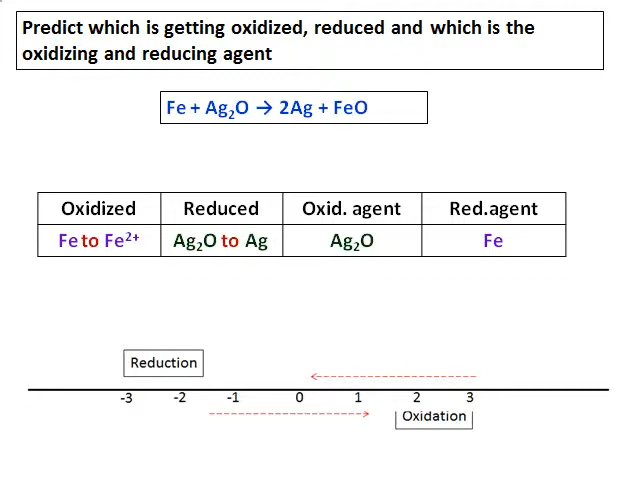 Predict which is getting oxidized, reduced and which is the
oxidizing and reducing agent
Fe + Ag₂O → 2Ag + FeO
Oxidized Reduced Oxid. agent Red.agent
Fe to Fe²⁺ Ag₂O to Ag Ag₂O Fe
Reduction
-3 -2 -1 0 1 2 3
Oxidation